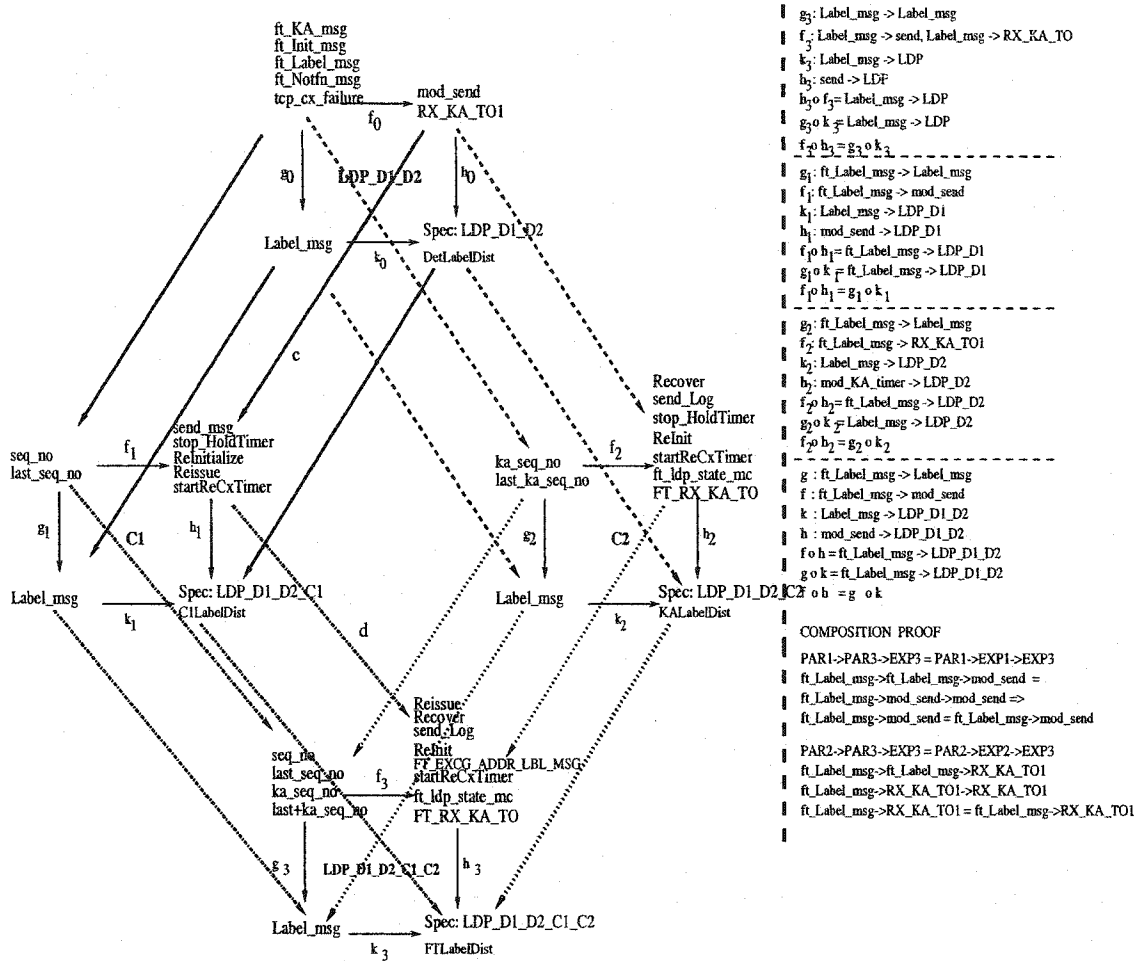 ft_KA_msg
ft_Init_msg
ft_Label_msg
ft_Notfn_msg
tcp_cx_failure
f0
mod_send
RX_KA_TO1
g0
LDP_D1_D2
h0
Label_msg
k0
Spec: LDP_D1_D2
DetLabelDist
c
seq_no
last_seq_no
f1
send_msg
stop_HoldTimer
ReInitialize
Reissue
startReCxTimer
g1
C1
h1
Label_msg
k1
Spec: LDP_D1_D2_C1
C1LabelDist
ka_seq_no
last_ka_seq_no
f2
Recover
send_Log
stop_HoldTimer
ReInit
startReCxTimer
ft_ldp_state_mc
FT_RX_KA_TO
g2
C2
h2
Label_msg
k2
Spec: LDP_D1_D2_C2
KALabelDist
d
seq_no
last_seq_no
ka_seq_no
last+ka_seq_no
f3
Reissue
Recover
send_Log
ReInit
FT_EXCG_ADDR_LBL_MSG
startReCxTimer
ft_ldp_state_mc
FT_RX_KA_TO
g3
LDP_D1_D2_C1_C2
h3
Label_msg
k3
Spec: LDP_D1_D2_C1_C2
FTLabelDist
g3: Label_msg -> Label_msg
f3: Label_msg -> send, Label_msg -> RX_KA_TO
k3: Label_msg -> LDP
h3: send -> LDP
h3 o f3 = Label_msg -> LDP
g3 o k3 = Label_msg -> LDP
f3 o h3 = g3 o k3
g1: ft_Label_msg -> Label_msg
f1: ft_Label_msg -> mod_send
k1: Label_msg -> LDP_D1
h1: mod_send -> LDP_D1
f1 o h1 = ft_Label_msg -> LDP_D1
g1 o k1 = ft_Label_msg -> LDP_D1
f1 o h1 = g1 o k1
g2: ft_Label_msg -> Label_msg
f2: ft_Label_msg -> RX_KA_TO1
k2: Label_msg -> LDP_D2
h2: mod_KA_timer -> LDP_D2
f2 o h2 = ft_Label_msg -> LDP_D2
g2 o k2 = Label_msg -> LDP_D2
f2 o h2 = g2 o k2
g : ft_Label_msg -> Label_msg
f : ft_Label_msg -> mod_send
k : Label_msg -> LDP_D1_D2
h : mod_send -> LDP_D1_D2
f o h = ft_Label_msg -> LDP_D1_D2
g o k = ft_Label_msg -> LDP_D1_D2
f o h = g o k
COMPOSITION PROOF
PAR1->PAR3->EXP3 = PAR1->EXP1->EXP3
ft_Label_msg->ft_Label_msg->mod_send =
ft_Label_msg->mod_send->mod_send =>
ft_Label_msg->mod_send = ft_Label_msg->mod_send
PAR2->PAR3->EXP3 = PAR2->EXP2->EXP3
ft_Label_msg->ft_Label_msg->RX_KA_TO1
ft_Label_msg->RX_KA_TO1->RX_KA_TO1
ft_Label_msg->RX_KA_TO1 = ft_Label_msg->RX_KA_TO1